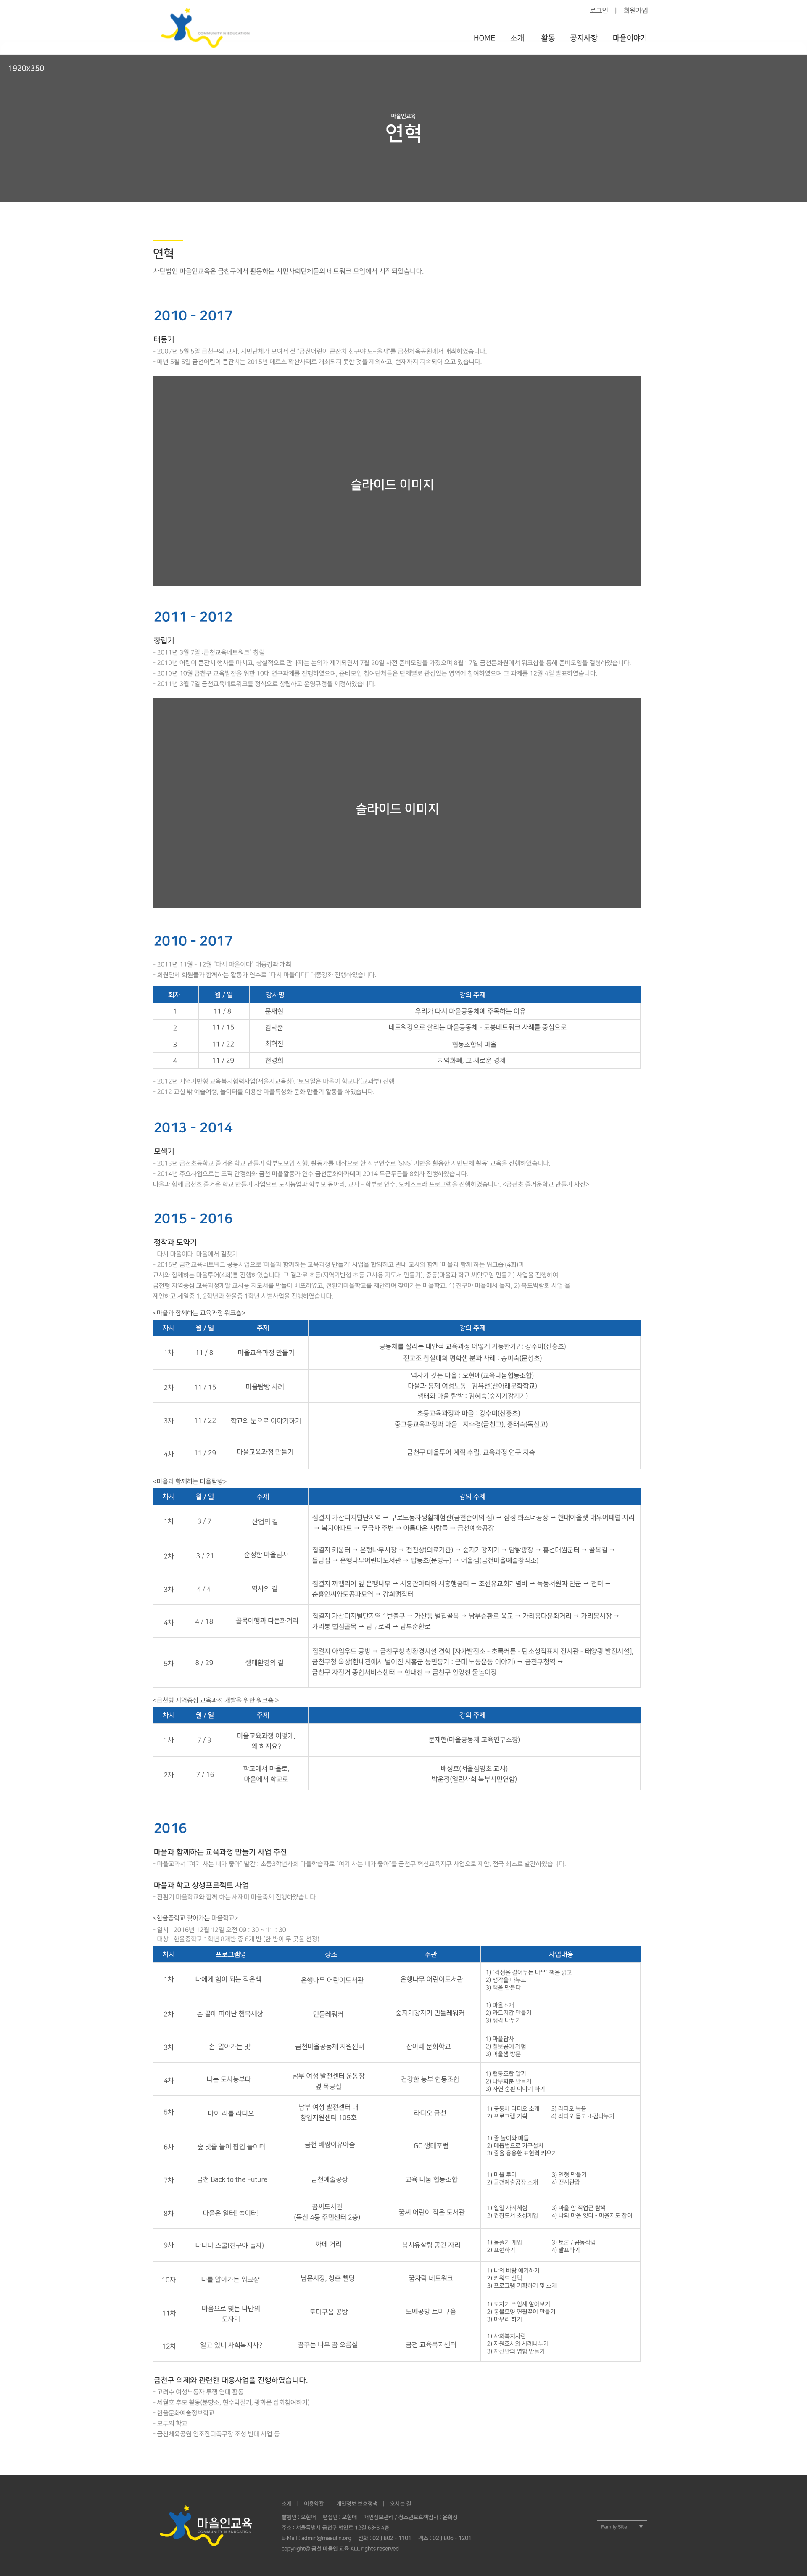 로그인 | 회원가입
COMMUNITY & EDUCATION
HOME 소개 활동 공지사항 마을이야기
1920x350
마을인교육
연혁
연혁
사단법인 마을인교육은 금천구에서 활동하는 시민사회단체들의 네트워크 모임에서 시작되었습니다.
2010 - 2017
태동기
- 2007년 5월 5일 금천구의 교사, 시민단체가 모여서 첫 "금천어린이 큰잔치 친구야 노~올자"를 금천체육공원에서 개최하였습니다.
- 매년 5월 5일 금천어린이 큰잔치는 2015년 메르스 확산사태로 개최되지 못한 것을 제외하고, 현재까지 지속되어 오고 있습니다.
슬라이드 이미지
2011 - 2012
창립기
- 2011년 3월 7일 :금천교육네트워크" 창립
- 2010년 어린이 큰잔치 행사를 마치고, 상설적으로 만나자는 논의가 제기되면서 7월 20일 사전 준비모임을 가졌으며 8월 17일 금천문화원에서 워크샵을 통해 준비모임을 결성하였습니다.
- 2010년 10월 금천구 교육발전을 위한 10대 연구과제를 진행하였으며, 준비모임 참여단체들은 단체별로 관심있는 영역에 참여하였으며 그 과제를 12월 4일 발표하였습니다.
- 2011년 3월 7일 금천교육네트워크를 정식으로 창립하고 운영규정을 제정하였습니다.
슬라이드 이미지
2010 - 2017
- 2011년 11월 - 12월 "다시 마을이다" 대중강좌 개최
- 회원단체 회원들과 함께하는 활동가 연수로 "다시 마을이다" 대중강좌 진행하였습니다.
회차 월 / 일 강사명 강의 주제
1 11 / 8 문재현 우리가 다시 마을공동체에 주목하는 이유
2 11 / 15 김낙준 네트워킹으로 살리는 마을공동체 - 도봉네트워크 사례를 중심으로
3 11 / 22 최혁진 협동조합의 마을
4 11 / 29 천경희 지역화폐, 그 새로운 경제
- 2012년 지역기반형 교육복지협력사업(서울시교육청), '토요일은 마을이 학교다'(교과부) 진행
- 2012 교실 밖 예술여행, 놀이터를 이용한 마을특성화 문화 만들기 활동을 하였습니다.
2013 - 2014
모색기
- 2013년 금천초등학교 즐거운 학교 만들기 학부모모임 진행, 활동가를 대상으로 한 직무연수로 'SNS' 기반을 활용한 시민단체 활동' 교육을 진행하였습니다.
- 2014년 주요사업으로는 조직 안정화와 금천 마을활동가 연수 금천문화아카데미 2014 두근두근을 8회차 진행하였습니다.
마을과 함께 금천초 즐거운 학교 만들기 사업으로 도시농업과 학부모 동아리, 교사 - 학부로 연수, 오케스트라 프로그램을 진행하였습니다. <금천초 즐거운학교 만들기 사진>
2015 - 2016
정착과 도약기
- 다시 마을이다. 마을에서 길찾기
- 2015년 금천교육네트워크 공동사업으로 '마을과 함께하는 교육과정 만들기' 사업을 합의하고 관내 교사와 함께 '마을과 함께 하는 워크숍'(4회)과
교사와 함께하는 마을투어(4회)를 진행하였습니다. 그 결과로 초등(지역기반형 초등 교사용 지도서 만들기), 중등(마을과 학교 씨앗모임 만들기) 사업을 진행하여
금천형 지역중심 교육과정개발 교사용 지도서를 만들어 배포하였고, 전환기마을학교를 제안하여 찾아가는 마을학교, 1) 친구야 마을에서 놀자, 2) 복도박람회 사업 을
제안하고 세일중 1, 2학년과 한울중 1학년 시범사업을 진행하였습니다.
<마을과 함께하는 교육과정 워크숍>
차시 월 / 일 주제 강의 주제
1차 11 / 8 마을교육과정 만들기 공동체를 살리는 대안적 교육과정 어떻게 가능한가? : 강수미(신흥초)
전교조 참실대회 평화샘 분과 사례 : 송미숙(문성초)
2차 11 / 15 마을탐방 사례 역사가 깃든 마을 : 오현애(교육나눔협동조합)
마을과 봉제 여성노동 : 김유선(산아래문화학교)
생태와 마을 탐방 : 김혜숙(숲지기강지기)
3차 11 / 22 학교의 눈으로 이야기하기 초등교육과정과 마을 : 강수미(신흥초)
중고등교육과정과 마을 : 지수경(금천고), 홍태숙(독산고)
4차 11 / 29 마을교육과정 만들기 금천구 마을투어 계획 수립, 교육과정 연구 지속
<마을과 함께하는 마을탐방>
차시 월 / 일 주제 강의 주제
1차 3 / 7 산업의 길 집결지 가산디지털단지역 → 구로노동자생활체험관(금천순이의 집) → 삼성 화스너공장 → 현대아울렛 대우어패럴 자리
→ 복지아파트 → 무극사 주변 → 아름다운 사람들 → 금천예술공장
2차 3 / 21 순정한 마을답사 집결지 키움터 → 은행나무시장 → 전진상(의료기관) → 숲지기강지기 → 암탉광장 → 흥선대원군터 → 골목길 →
돌담집 → 은행나무어린이도서관 → 탑동초(문방구) → 어울샘(금천마을예술창작소)
3차 4 / 4 역사의 길 집결지 까멜리아 앞 은행나무 → 시흥관아터와 시흥행궁터 → 조선유교회기념비 → 녹동서원과 단군 → 전터 →
순흥안씨양도공파묘역 → 강희맹집터
4차 4 / 18 골목여행과 다문화거리 집결지 가산디지털단지역 1번출구 → 가산동 벌집골목 → 남부순환로 육교 → 가리봉다문화거리 → 가리봉시장 →
가리봉 벌집골목 → 남구로역 → 남부순환로
5차 8 / 29 생태환경의 길 집결지 아임우드 공방 → 금천구청 친환경시설 견학 [자가발전소 - 초록커튼 - 탄소성적표지 전시관 - 태양광 발전시설],
금천구청 옥상(한내천에서 벌어진 시흥군 농민봉기 : 근대 노동운동 이야기) → 금천구청역 →
금천구 자전거 종합서비스센터 → 한내천 → 금천구 안양천 물놀이장
<금천형 지역중심 교육과정 개발을 위한 워크숍 >
차시 월 / 일 주제 강의 주제
1차 7 / 9 마을교육과정 어떻게,
왜 하지요? 문재현(마을공동체 교육연구소장)
2차 7 / 16 학교에서 마을로,
마을에서 학교로 배성호(서울삼양초 교사)
박윤정(열린사회 북부시민연합)
2016
마을과 함께하는 교육과정 만들기 사업 추진
- 마을교과서 "여기 사는 내가 좋아" 발간 : 초등3학년사회 마을학습자료 "여기 사는 내가 좋아"를 금천구 혁신교육지구 사업으로 제안, 전국 최초로 발간하였습니다.
마을과 학교 상생프로젝트 사업
- 전환기 마을학교와 함께 하는 새재미 마을축제 진행하였습니다.
<한울중학교 찾아가는 마을학교>
- 일시 : 2016년 12월 12일 오전 09 : 30 ~ 11 : 30
- 대상 : 한울중학교 1학년 8개반 중 6개 반 (한 반이 두 곳을 선정)
차시 프로그램명 장소 주관 사업내용
1차 나에게 힘이 되는 작은책 은행나무 어린이도서관 은행나무 어린이도서관 1) "걱정을 걸어두는 나무" 책을 읽고
2) 생각을 나누고
3) 책을 만든다
2차 손 끝에 피어난 행복세상 민들레워커 숲지기강지기 민들레워커 1) 마을소개
2) 카드지갑 만들기
3) 생각 나누기
3차 손 알아가는 맛 금천마을공동체 지원센터 산아래 문화학교 1) 마을답사
2) 칠보공예 체험
3) 어울샘 방문
4차 나는 도시농부다 남부 여성 발전센터 운동장
옆 목공실 건강한 농부 협동조합 1) 협동조합 알기
2) 나무화분 만들기
3) 자연 순환 이야기 하기
5차 마이 리틀 라디오 남부 여성 발전센터 내
창업지원센터 105호 라디오 금천 1) 공동체 라디오 소개 3) 라디오 녹음
2) 프로그램 기획 4) 라디오 듣고 소감나누기
6차 숲 밧줄 놀이 팝업 놀이터 금천 배짱이유아숲 GC 생태포럼 1) 줄 놀이와 매듭
2) 매듭법으로 기구설치
3) 줄을 응용한 표현력 키우기
7차 금천 Back to the Future 금천예술공장 교육 나눔 협동조합 1) 마을 투어 3) 인형 만들기
2) 금천예술공장 소개 4) 전시관람
8차 마을은 일터! 놀이터! 꿈씨도서관
(독산 4동 주민센터 2층) 꿈씨 어린이 작은 도서관 1) 일일 사서체험 3) 마을 안 직업군 탐색
2) 권장도서 초성게임 4) 나와 마을 잇다 - 마을지도 참여
9차 나나나 스쿨(친구야 놀자) 까페 거리 봄치유살림 공간 자리 1) 몸풀기 게임 3) 토론 / 공동작업
2) 표현하기 4) 발표하기
10차 나를 알아가는 워크샵 남문시장, 청춘 삘딩 꿈자락 네트워크 1) 나의 바램 얘기하기
2) 키워드 선택
3) 프로그램 기획하기 및 소개
11차 마음으로 빚는 나만의
도자기 토미구음 공방 도예공방 토미구음 1) 도자기 쓰임새 알아보기
2) 동물모양 연필꽂이 만들기
3) 마무리 하기
12차 알고 있니 사회복지사? 꿈꾸는 나무 꿈 오름실 금천 교육복지센터 1) 사회복지사란
2) 자원조사와 사례나누기
3) 자신만의 명함 만들기
금천구 의제와 관련한 대응사업을 진행하였습니다.
- 고려수 여성노동자 투쟁 연대 활동
- 세월호 추모 활동(분향소, 현수막걸기, 광화문 집회참여하기)
- 한울문화예술정보학교
- 모두의 학교
- 금천체육공원 인조잔디축구장 조성 반대 사업 등
마을인교육
COMMUNITY & EDUCATION
소개 | 이용약관 | 개인정보 보호정책 | 오시는 길
발행인 : 오현애 편집인 : 오현애 개인정보관리 / 청소년보호책임자 : 윤희정
주소 : 서울특별시 금천구 범안로 12길 63-3 4층
E-Mail : admin@maeulin.org 전화 : 02 ) 802 - 1101 팩스 : 02 ) 806 - 1201
copyrightⓒ 금천 마을인 교육 ALL rights reserved
Family Site ▼